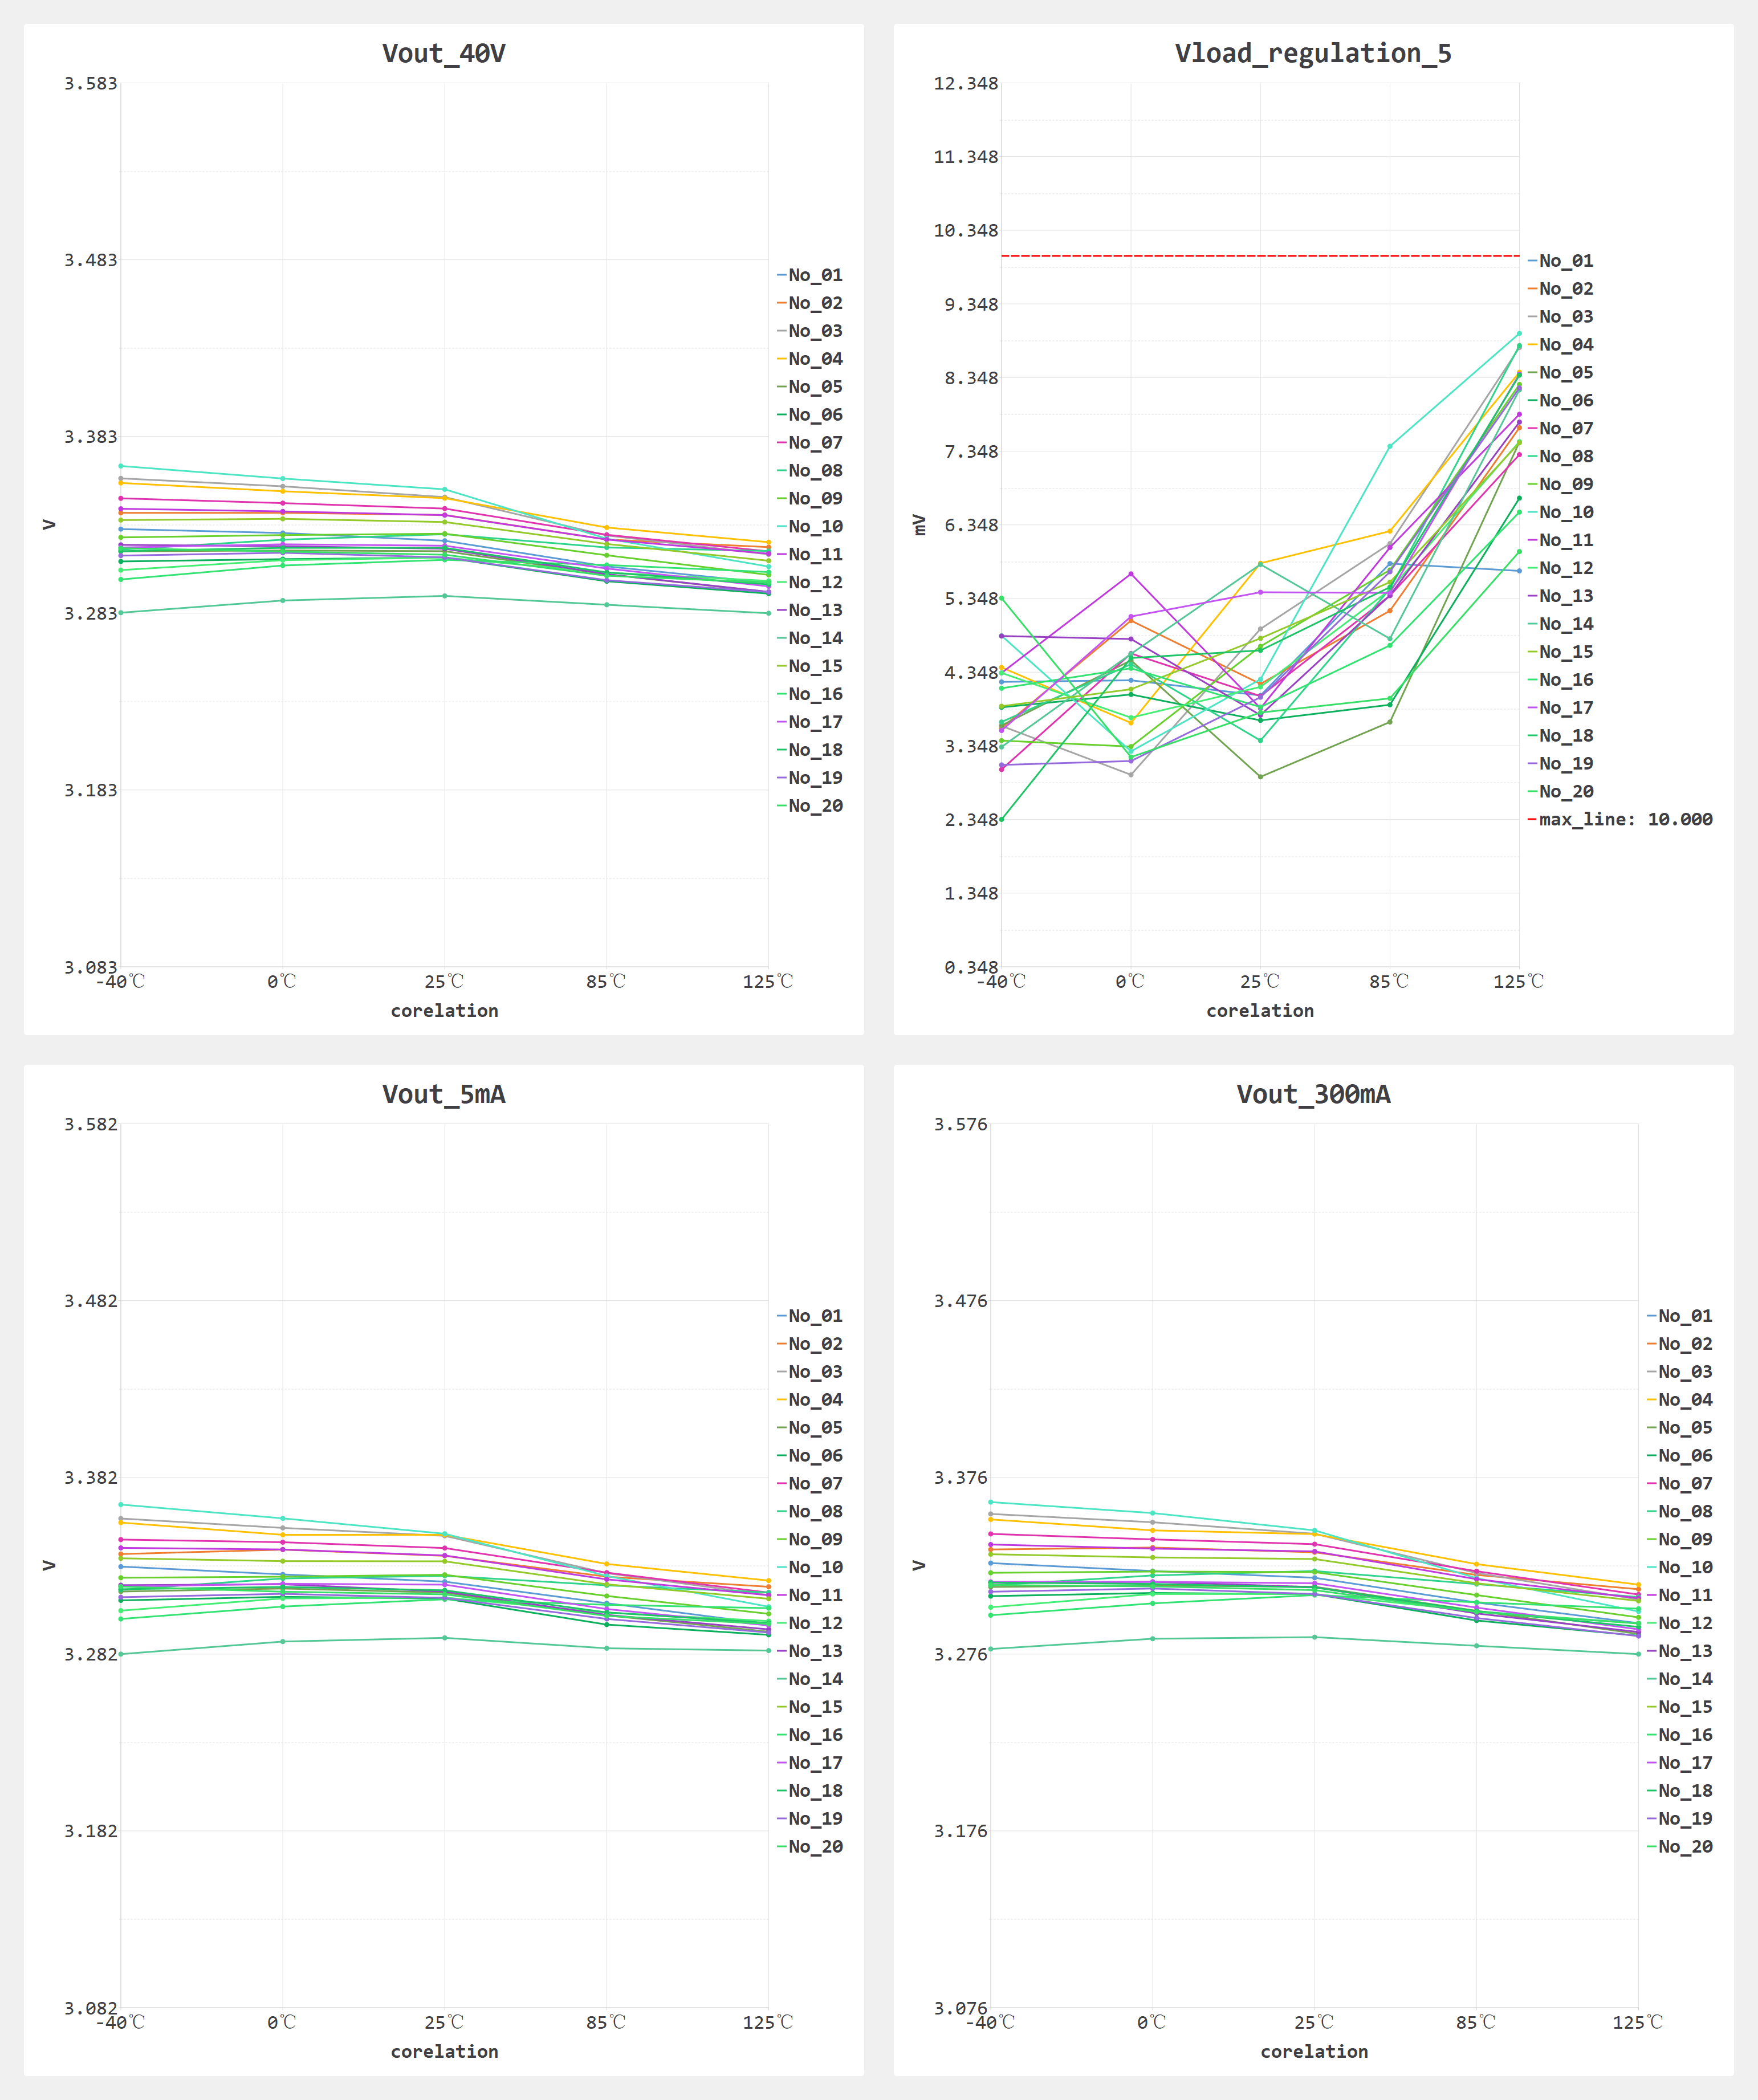 Vout_40V
3.583
3.483
3.383
3.283
3.183
3.083
V
-40℃
0℃
25℃
85℃
125℃
corelation
No_01
No_02
No_03
No_04
No_05
No_06
No_07
No_08
No_09
No_10
No_11
No_12
No_13
No_14
No_15
No_16
No_17
No_18
No_19
No_20
Vload_regulation_5
12.348
11.348
10.348
9.348
8.348
7.348
6.348
5.348
4.348
3.348
2.348
1.348
0.348
mV
-40℃
0℃
25℃
85℃
125℃
corelation
No_01
No_02
No_03
No_04
No_05
No_06
No_07
No_08
No_09
No_10
No_11
No_12
No_13
No_14
No_15
No_16
No_17
No_18
No_19
No_20
max_line: 10.000
Vout_5mA
3.582
3.482
3.382
3.282
3.182
3.082
V
-40℃
0℃
25℃
85℃
125℃
corelation
No_01
No_02
No_03
No_04
No_05
No_06
No_07
No_08
No_09
No_10
No_11
No_12
No_13
No_14
No_15
No_16
No_17
No_18
No_19
No_20
Vout_300mA
3.576
3.476
3.376
3.276
3.176
3.076
V
-40℃
0℃
25℃
85℃
125℃
corelation
No_01
No_02
No_03
No_04
No_05
No_06
No_07
No_08
No_09
No_10
No_11
No_12
No_13
No_14
No_15
No_16
No_17
No_18
No_19
No_20